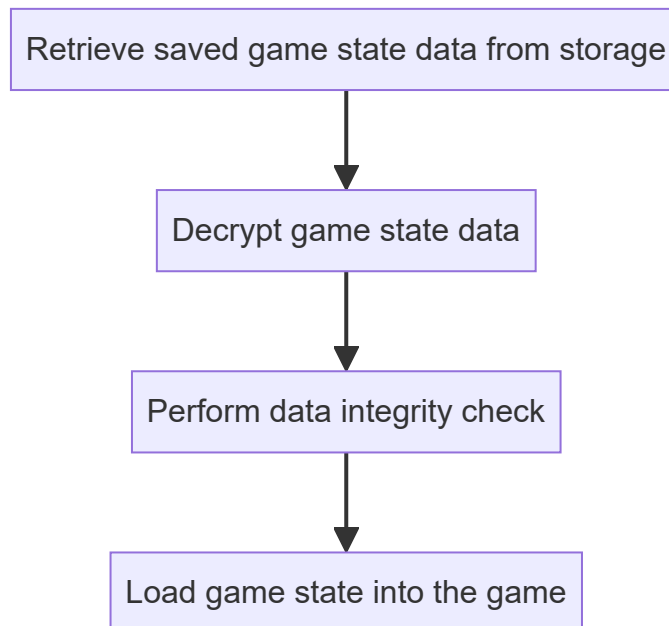 Retrieve saved game state data from storage
Decrypt game state data
Perform data integrity check
Load game state into the game